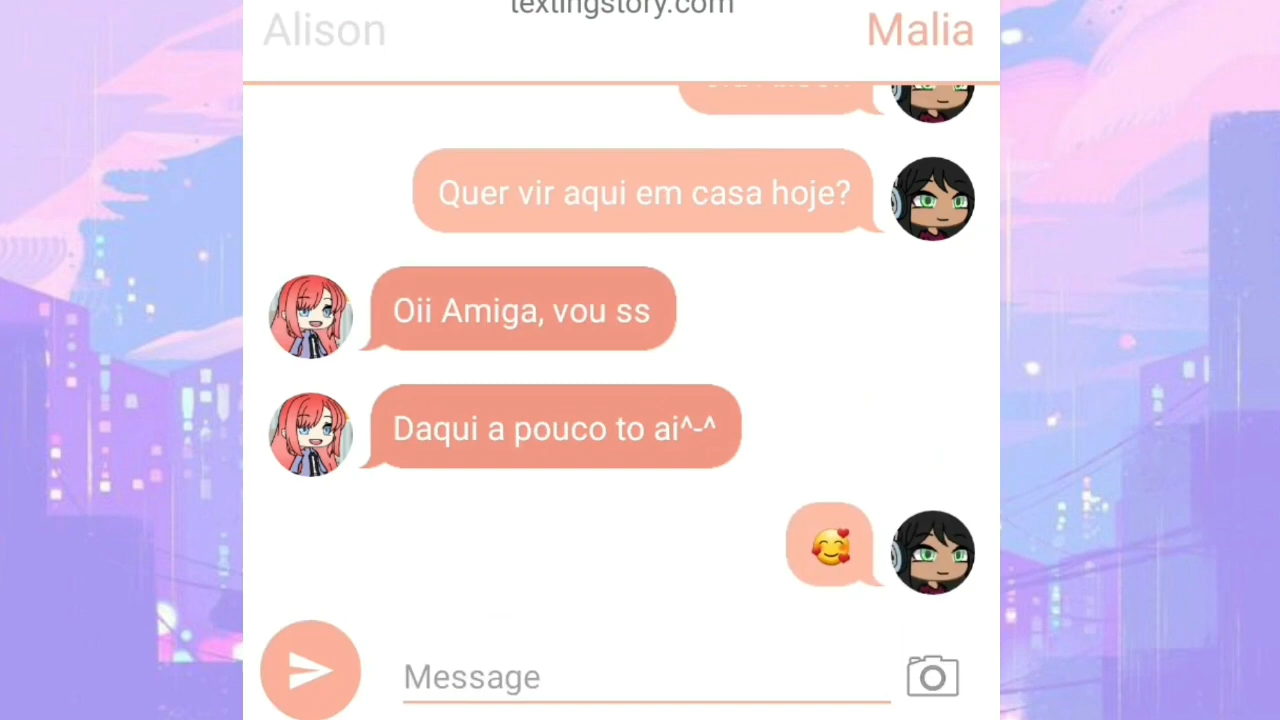 textingstory.com
Alison
Malia
Quer vir aqui em casa hoje?
Oii Amiga, vou ss
Daqui a pouco to ai^-^
Message